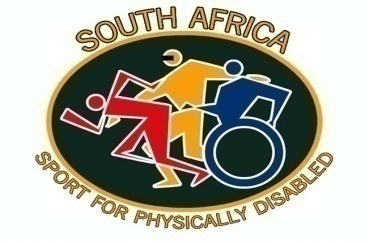 SOUTH AFRICA
SPORT FOR PHYSICALLY DISABLED